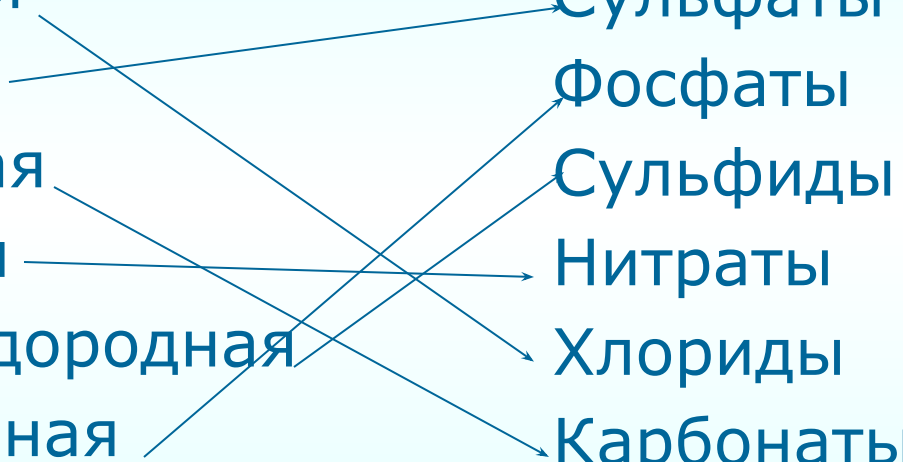 Сульфаты
Фосфаты
ая Сульфиды
Нитраты
дородная Хлориды
ная Карбонаты